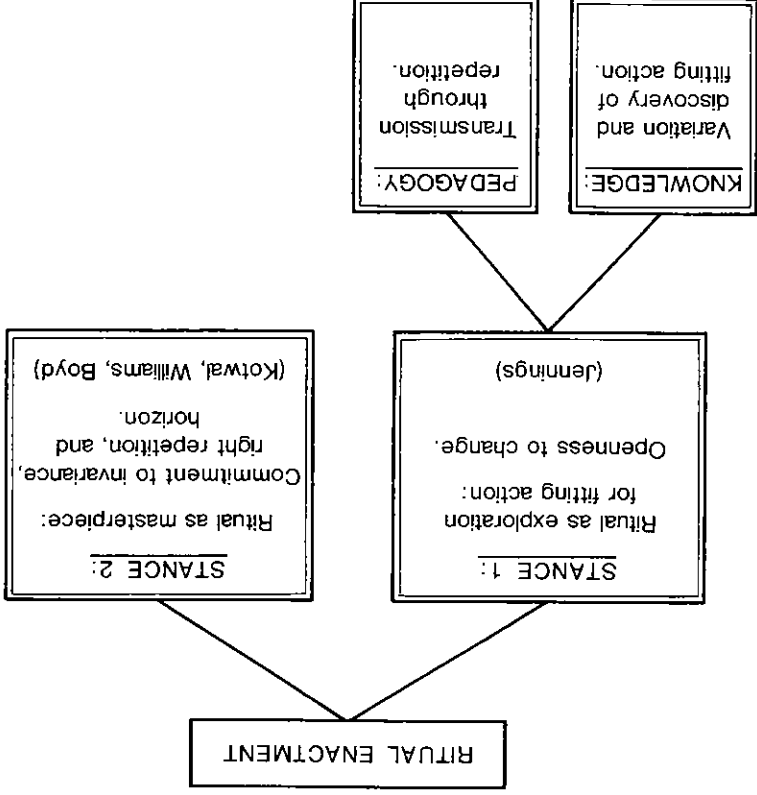 RITUAL ENACTMENT
STANCE 1:
Ritual as exploration
for fitting action:
Openness to change.
(Jennings)
STANCE 2:
Ritual as masterpiece:
Commitment to invariance,
right repetition, and
horizon.
(Kotwal, Williams, Boyd)
KNOWLEDGE:
Variation and
discovery of
fitting action.
PEDAGOGY:
Transmission
through
repetition.